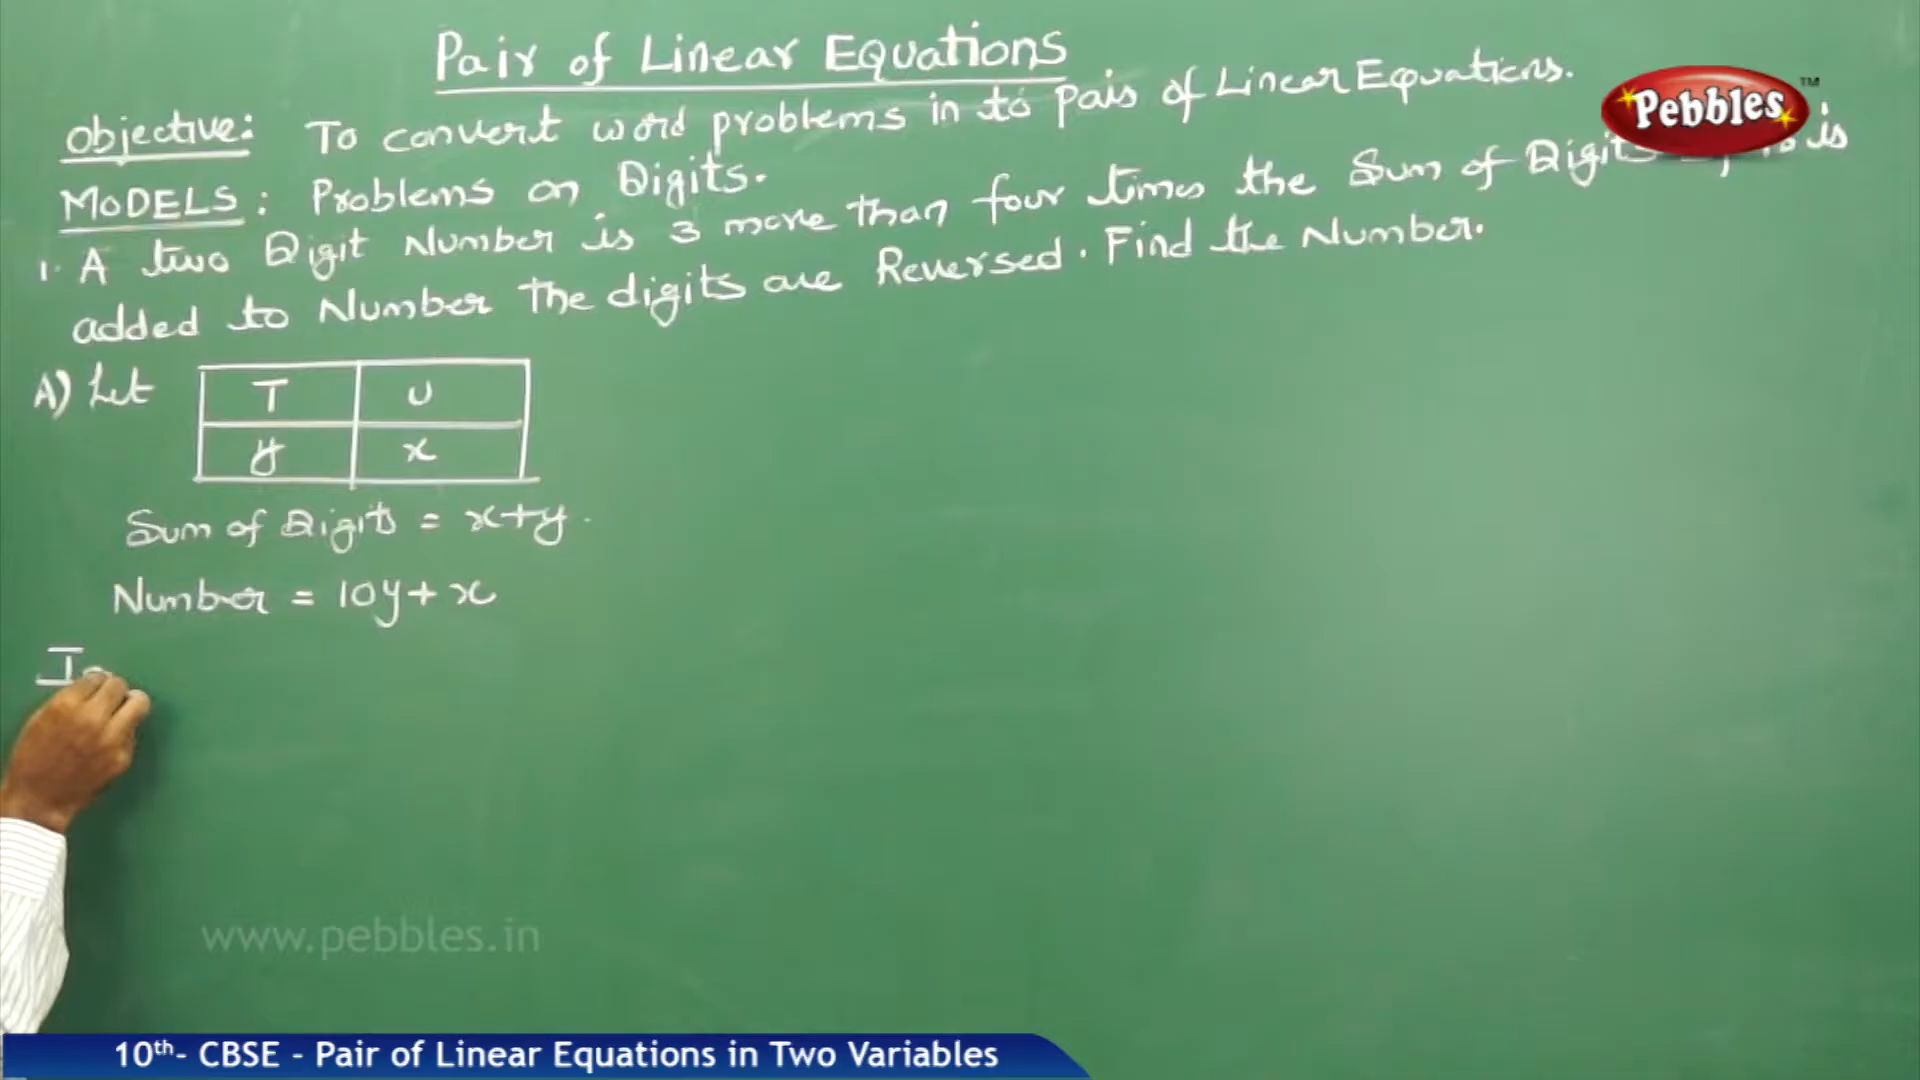 Pair of Linear Equations
Objective: To convert word problems in to Pais of Linear Equations.
MODELS: Problems on Digits.
1. A two Digit Number is 3 more than four times the Sum of Digits is
added to Number The digits are Reversed. Find the Number.
A) Let
T U
y x
Sum of Digits = x+y.
Number = 10y+x
I
Pebbles™
www.pebbles.in
10th- CBSE - Pair of Linear Equations in Two Variables